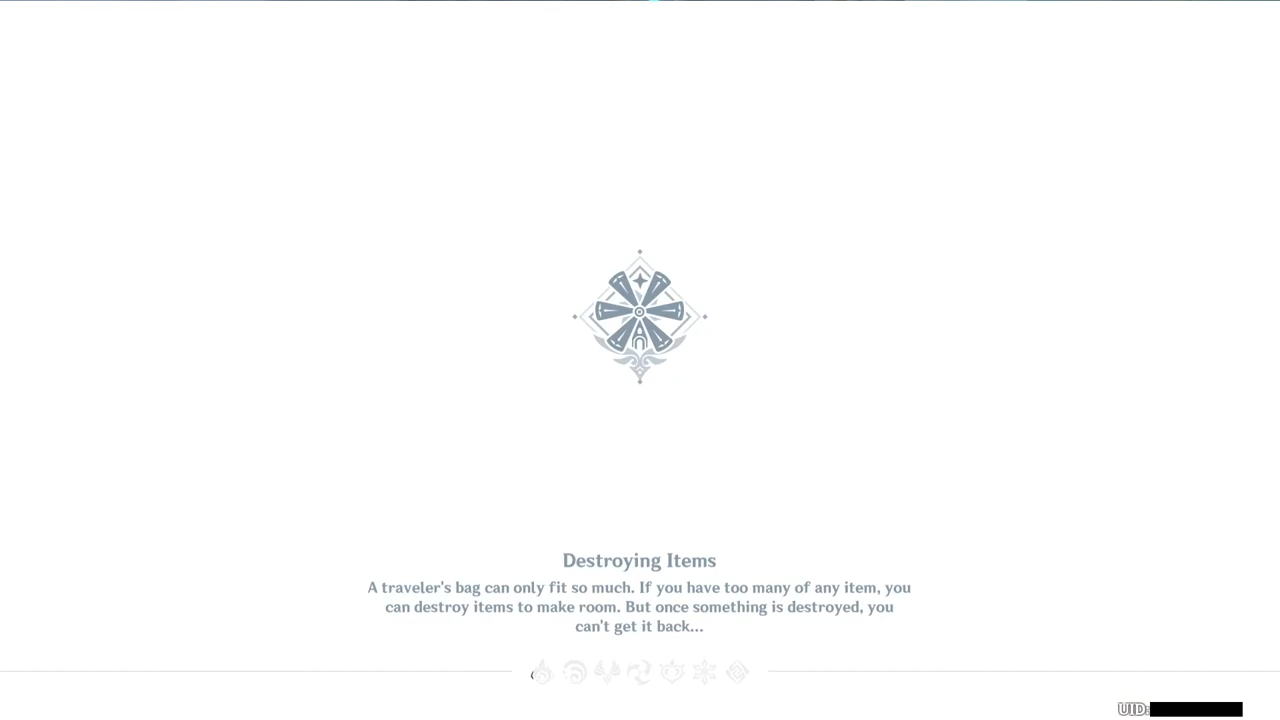 Destroying Items
A traveler's bag can only fit so much. If you have too many of any item, you
can destroy items to make room. But once something is destroyed, you
can't get it back...
UID: